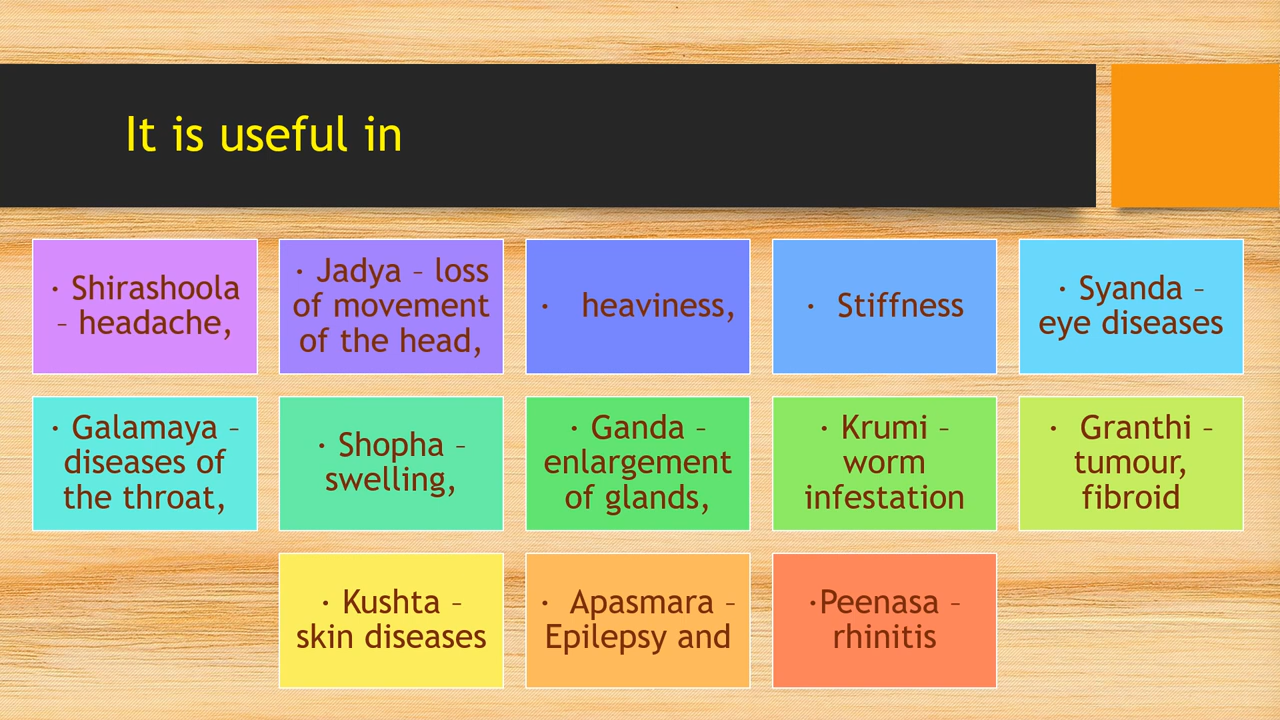 It is useful in
· Shirashoola
– headache,
· Jadya – loss
of movement
of the head,
· heaviness,
· Stiffness
· Syanda –
eye diseases
· Galamaya –
diseases of
the throat,
· Shopha –
swelling,
· Ganda –
enlargement
of glands,
· Krumi –
worm
infestation
· Granthi –
tumour,
fibroid
· Kushta –
skin diseases
· Apasmara –
Epilepsy and
·Peenasa –
rhinitis